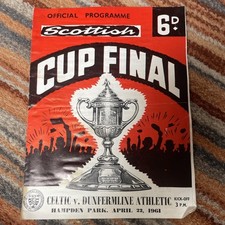 OFFICIAL PROGRAMME
Scottish
6D.
CUP FINAL
CELTIC v. DUNFERMLINE ATHLETIC
HAMPDEN PARK, APRIL 22, 1961
KICK-OFF
3 P.M.